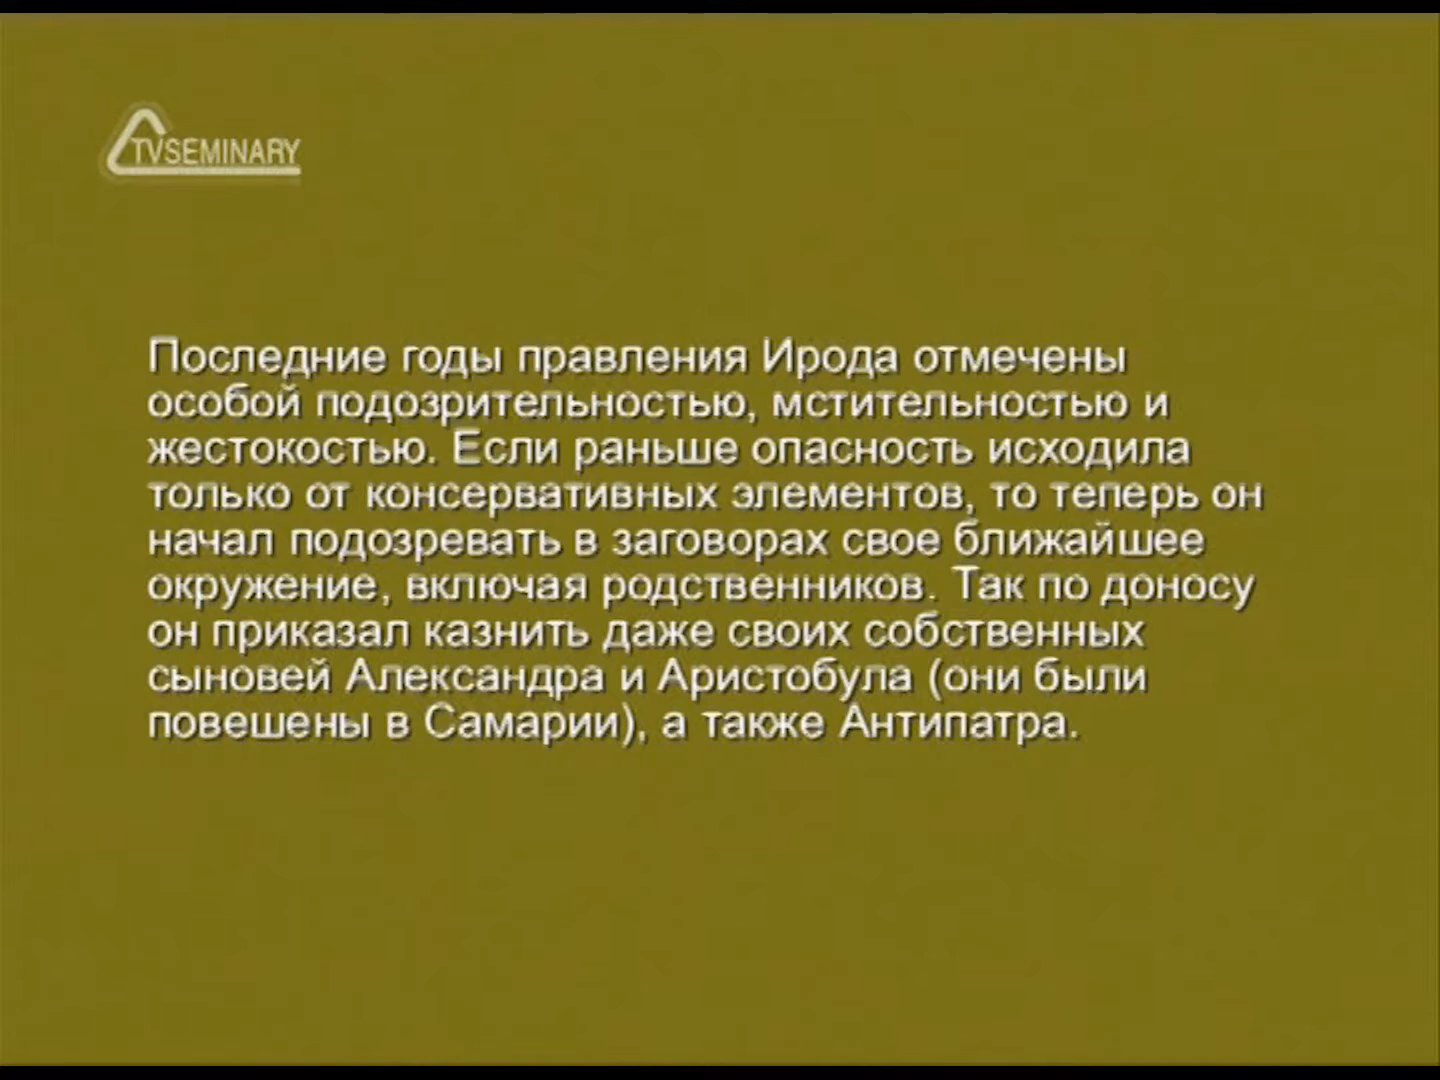 TVSEMINARY
Последние годы правления Ирода отмечены
особой подозрительностью, мстительностью и
жестокостью. Если раньше опасность исходила
только от консервативных элементов, то теперь он
начал подозревать в заговорах свое ближайшее
окружение, включая родственников. Так по доносу
он приказал казнить даже своих собственных
сыновей Александра и Аристобула (они были
повешены в Самарии), а также Антипатра.